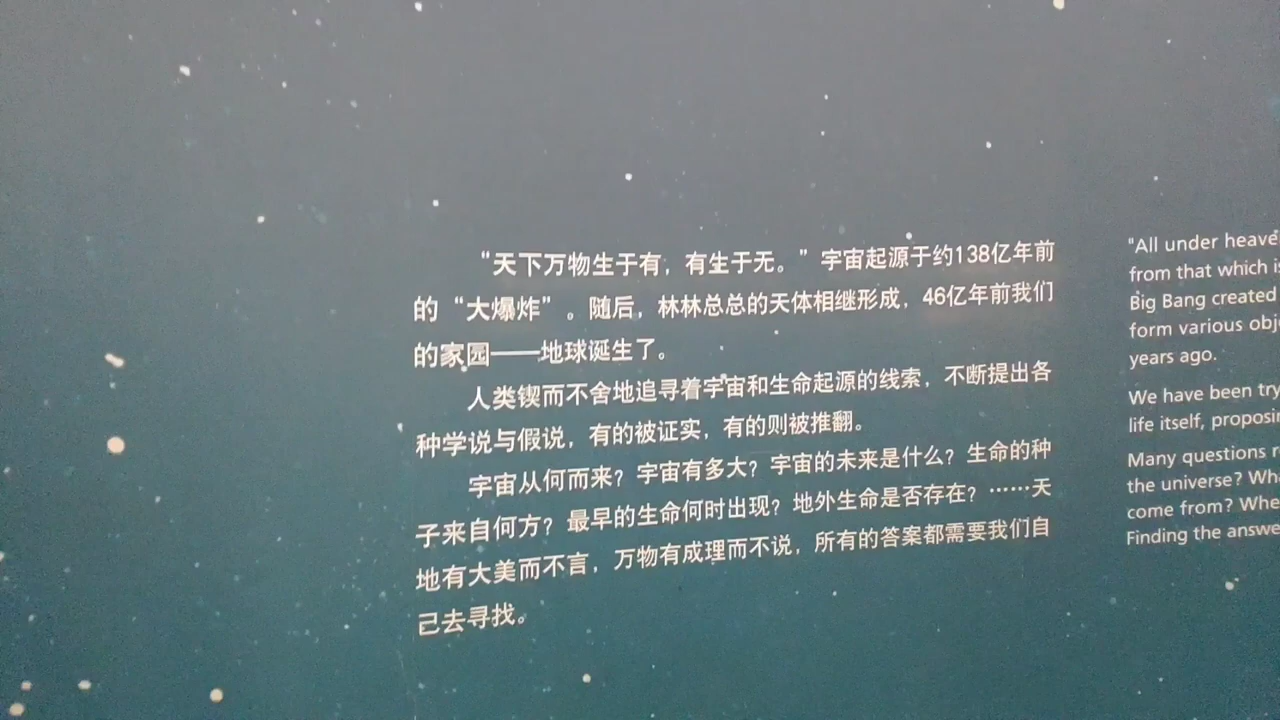 “天下万物生于有，有生于无。”宇宙起源于约138亿年前
的“大爆炸”。随后，林林总总的天体相继形成，46亿年前我们
的家园——地球诞生了。
人类锲而不舍地追寻着宇宙和生命起源的线索，不断提出各
种学说与假说，有的被证实，有的则被推翻。
宇宙从何而来？宇宙有多大？宇宙的未来是什么？生命的种
子来自何方？最早的生命何时出现？地外生命是否存在？……天
地有大美而不言，万物有成理而不说，所有的答案都需要我们自
己去寻找。
"All under heave
from that which is
Big Bang created
form various obj
years ago.
We have been try
life itself, proposin
Many questions r
the universe? Wh
come from? Whe
Finding the answe